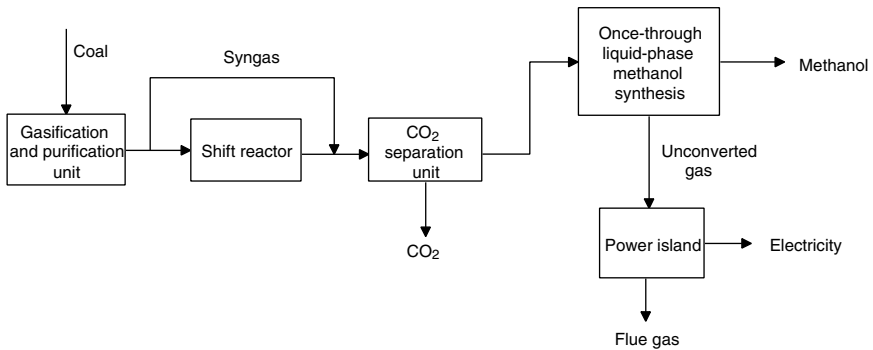 Coal
Syngas
Gasification
and purification
unit
Shift reactor
CO2
separation
unit
CO2
Once-through
liquid-phase
methanol
synthesis
Methanol
Unconverted
gas
Power island
Electricity
Flue gas